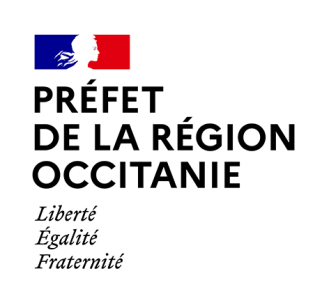 PRÉFET
DE LA RÉGION
OCCITANIE
Liberté
Égalité
Fraternité